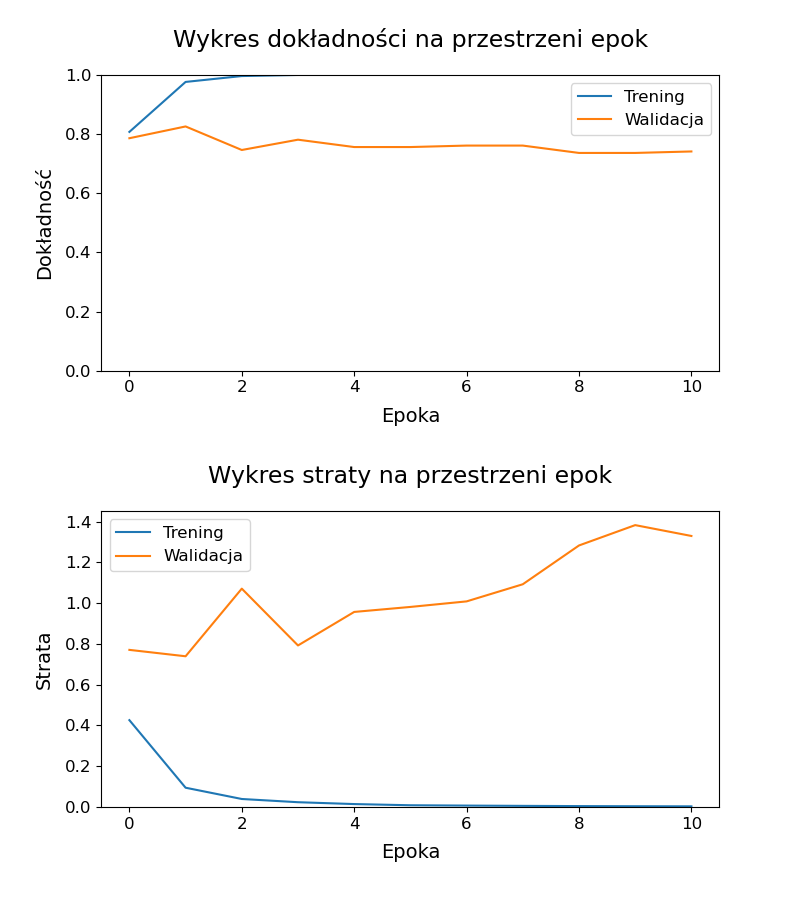 Wykres dokładności na przestrzeni epok
1.0
0.8
0.6
0.4
0.2
0.0
Dokładność
Trening
Walidacja
0 2 4 6 8 10
Epoka
Wykres straty na przestrzeni epok
1.4
1.2
1.0
0.8
0.6
0.4
0.2
0.0
Strata
Trening
Walidacja
0 2 4 6 8 10
Epoka